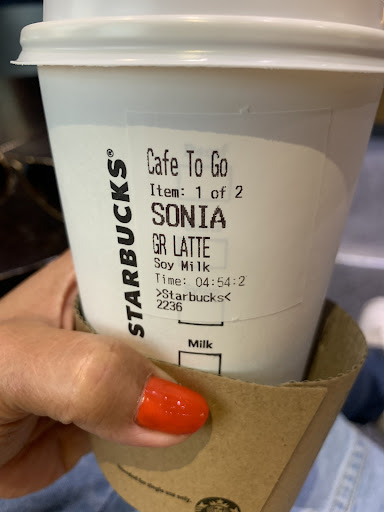 STARBUCKS®
Cafe To Go
Item: 1 of 2
SONIA
GR LATTE
Soy Milk
Time: 04:54:2
>Starbucks<
2236
Milk